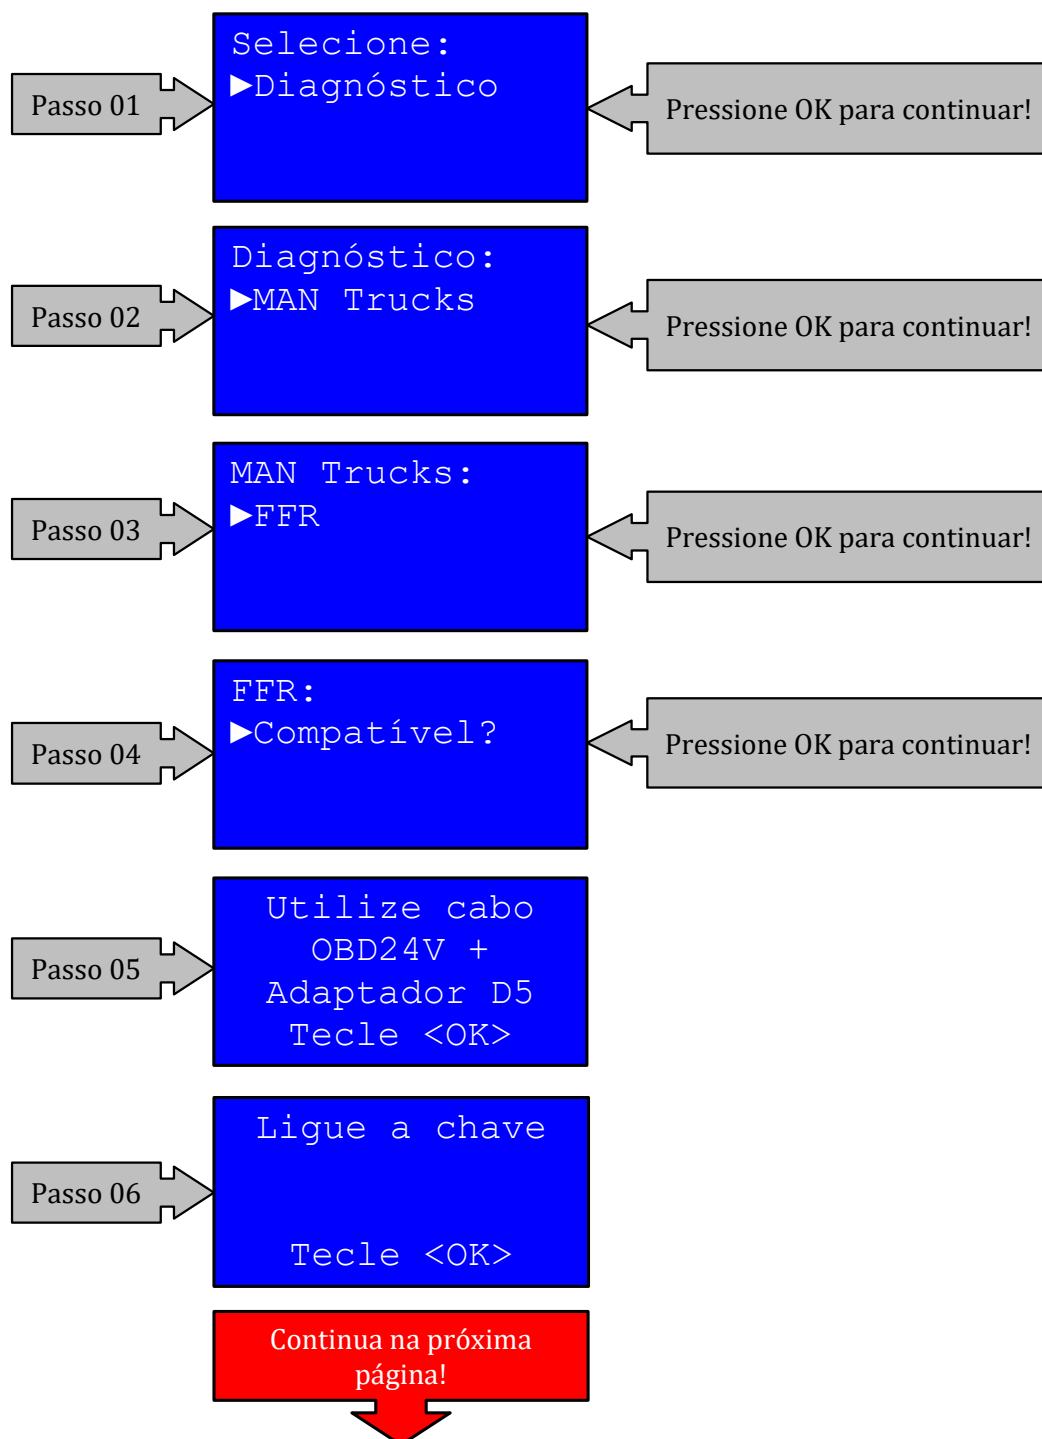 Selecione:
►Diagnóstico
Passo 01
Pressione OK para continuar!
Diagnóstico:
►MAN Trucks
Passo 02
Pressione OK para continuar!
MAN Trucks:
►FFR
Passo 03
Pressione OK para continuar!
FFR:
►Compatível?
Passo 04
Pressione OK para continuar!
Utilize cabo
OBD24V +
Adaptador D5
Tecle <OK>
Passo 05
Ligue a chave
Tecle <OK>
Passo 06
Continua na próxima
página!